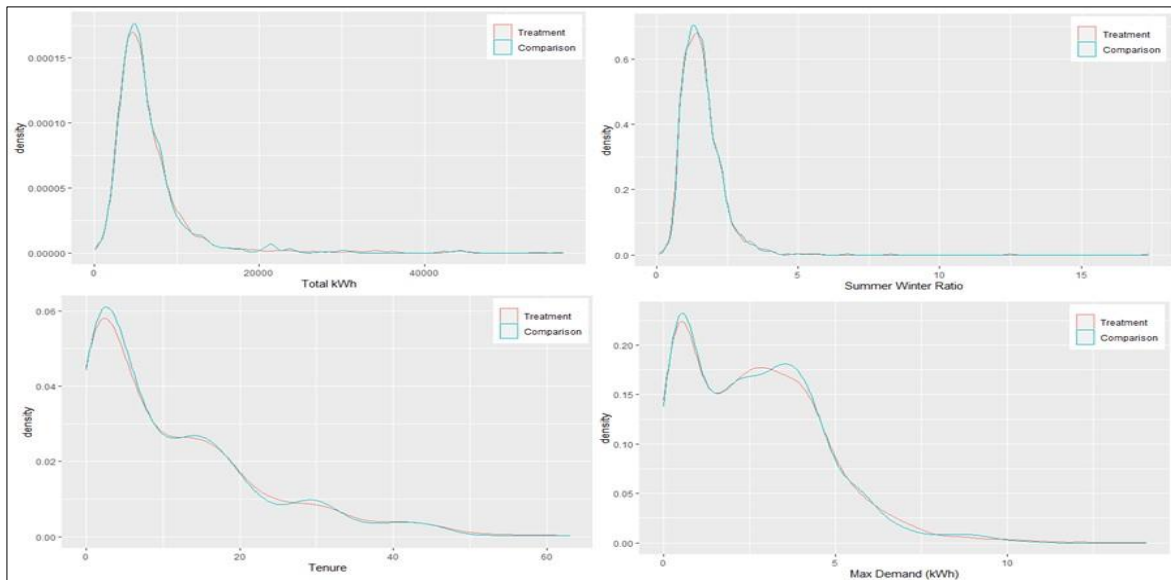 Treatment
Comparison
density
0.00015
0.00010
0.00005
0.00000
0
20000
40000
Total kWh
Treatment
Comparison
density
0.6
0.4
0.2
0.0
0
5
10
15
Summer Winter Ratio
Treatment
Comparison
density
0.06
0.04
0.02
0.00
0
20
40
60
Tenure
Treatment
Comparison
density
0.20
0.15
0.10
0.05
0.00
0
5
10
Max Demand (kWh)